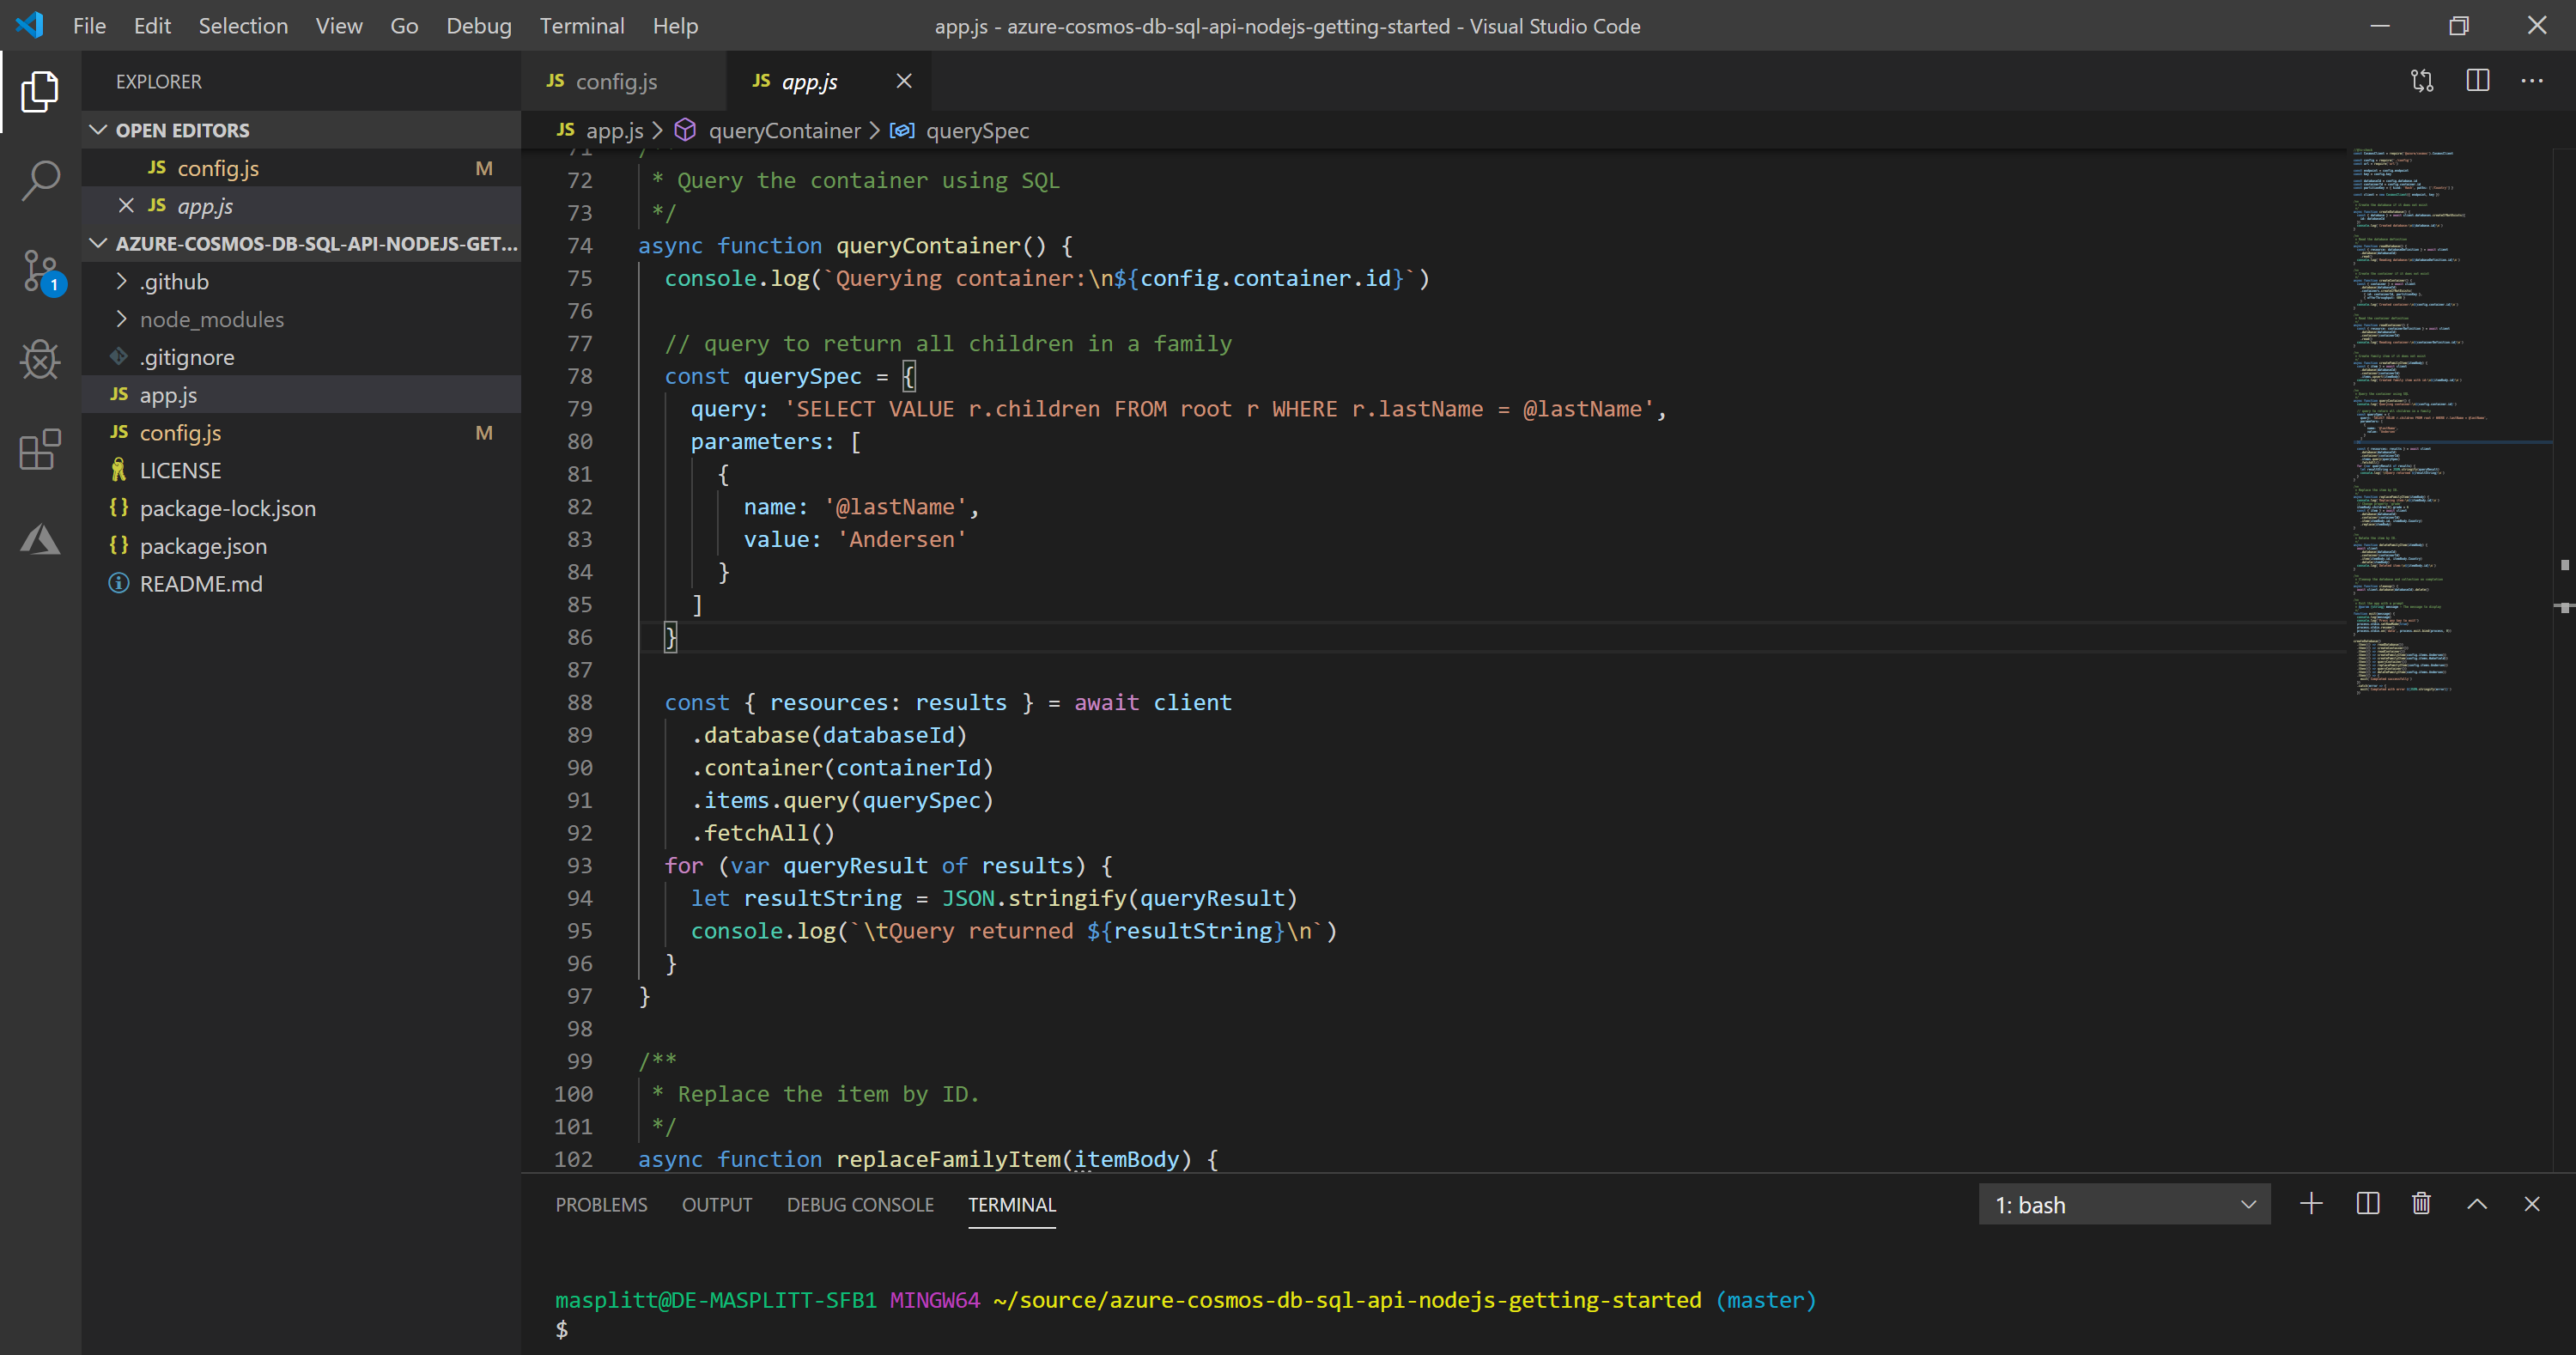 File Edit Selection View Go Debug Terminal Help
app.js - azure-cosmos-db-sql-api-nodejs-getting-started - Visual Studio Code
EXPLORER
OPEN EDITORS
JS config.js M
JS app.js
AZURE-COSMOS-DB-SQL-API-NODEJS-GET...
.github
node_modules
.gitignore
JS app.js
JS config.js M
LICENSE
{} package-lock.json
{} package.json
README.md
1
JS config.js
JS app.js
JS app.js > queryContainer > querySpec
71 /**
72 * Query the container using SQL
73 */
74 async function queryContainer() {
75 console.log(`Querying container:\n${config.container.id}`)
76
77 // query to return all children in a family
78 const querySpec = {
79 query: 'SELECT VALUE r.children FROM root r WHERE r.lastName = @lastName',
80 parameters: [
81 {
82 name: '@lastName',
83 value: 'Andersen'
84 }
85 ]
86 }
87
88 const { resources: results } = await client
89 .database(databaseId)
90 .container(containerId)
91 .items.query(querySpec)
92 .fetchAll()
93 for (var queryResult of results) {
94 let resultString = JSON.stringify(queryResult)
95 console.log(`\tQuery returned ${resultString}\n`)
96 }
97 }
98
99 /**
100 * Replace the item by ID.
101 */
102 async function replaceFamilyItem(itemBody) {
PROBLEMS OUTPUT DEBUG CONSOLE TERMINAL
1: bash
masplitt@DE-MASPLITT-SFB1 MINGW64 ~/source/azure-cosmos-db-sql-api-nodejs-getting-started (master)
$